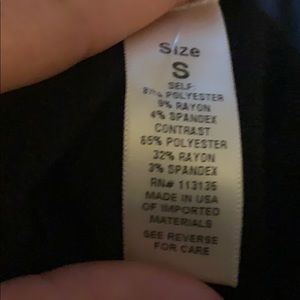 Size
S
SELF
87% POLYESTER
9% RAYON
4% SPANDEX
CONTRAST
65% POLYESTER
32% RAYON
3% SPANDEX
RN# 113135
MADE IN USA
OF IMPORTED
MATERIALS
SEE REVERSE
FOR CARE